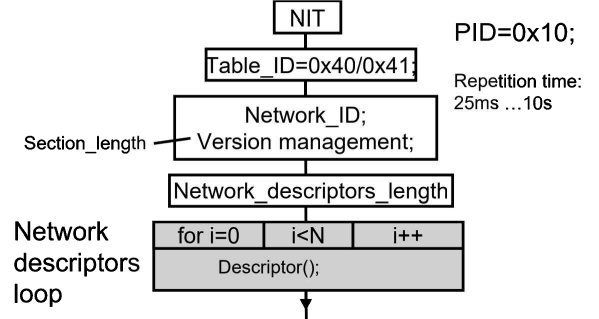 NIT
PID=0x10;
Table_ID=0x40/0x41;
Repetition time:
25ms …10s
Network_ID;
Section_length
Version management;
Network_descriptors_length
Network
descriptors
loop
for i=0 i<N i++
Descriptor();